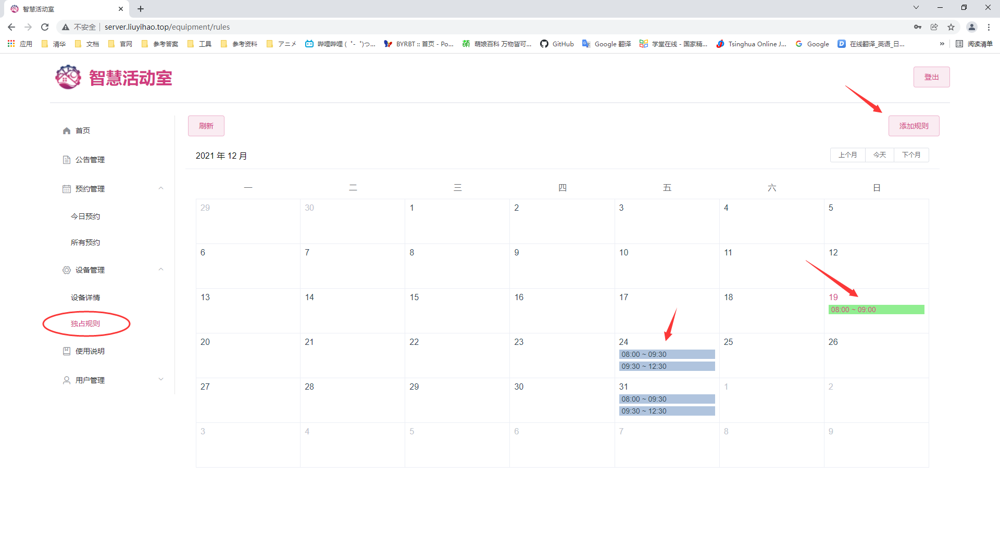 智慧活动室
不安全 server.liuyihao.top/equipment/rules
应用 清华 文档 官网 参考答案 工具 参考资料 アニメ 哔哩哔哩 (゜-゜)つ... BYRBT :: 首页 - Po... 萌娘百科 万物皆可... GitHub Google 翻译 学堂在线 - 国家精... Tsinghua Online J... Google 在线翻译_英语_日... » 阅读清单
智慧活动室
登出
首页
公告管理
预约管理
今日预约
所有预约
设备管理
设备详情
独占规则
使用说明
用户管理
刷新
添加规则
2021 年 12 月
上个月 今天 下个月
一 二 三 四 五 六 日
29 30 1 2 3 4 5
6 7 8 9 10 11 12
13 14 15 16 17 18 19
08:00 ~ 09:00
20 21 22 23 24 25 26
08:00 ~ 09:30
09:30 ~ 12:30
27 28 29 30 31 1 2
08:00 ~ 09:30
09:30 ~ 12:30
3 4 5 6 7 8 9